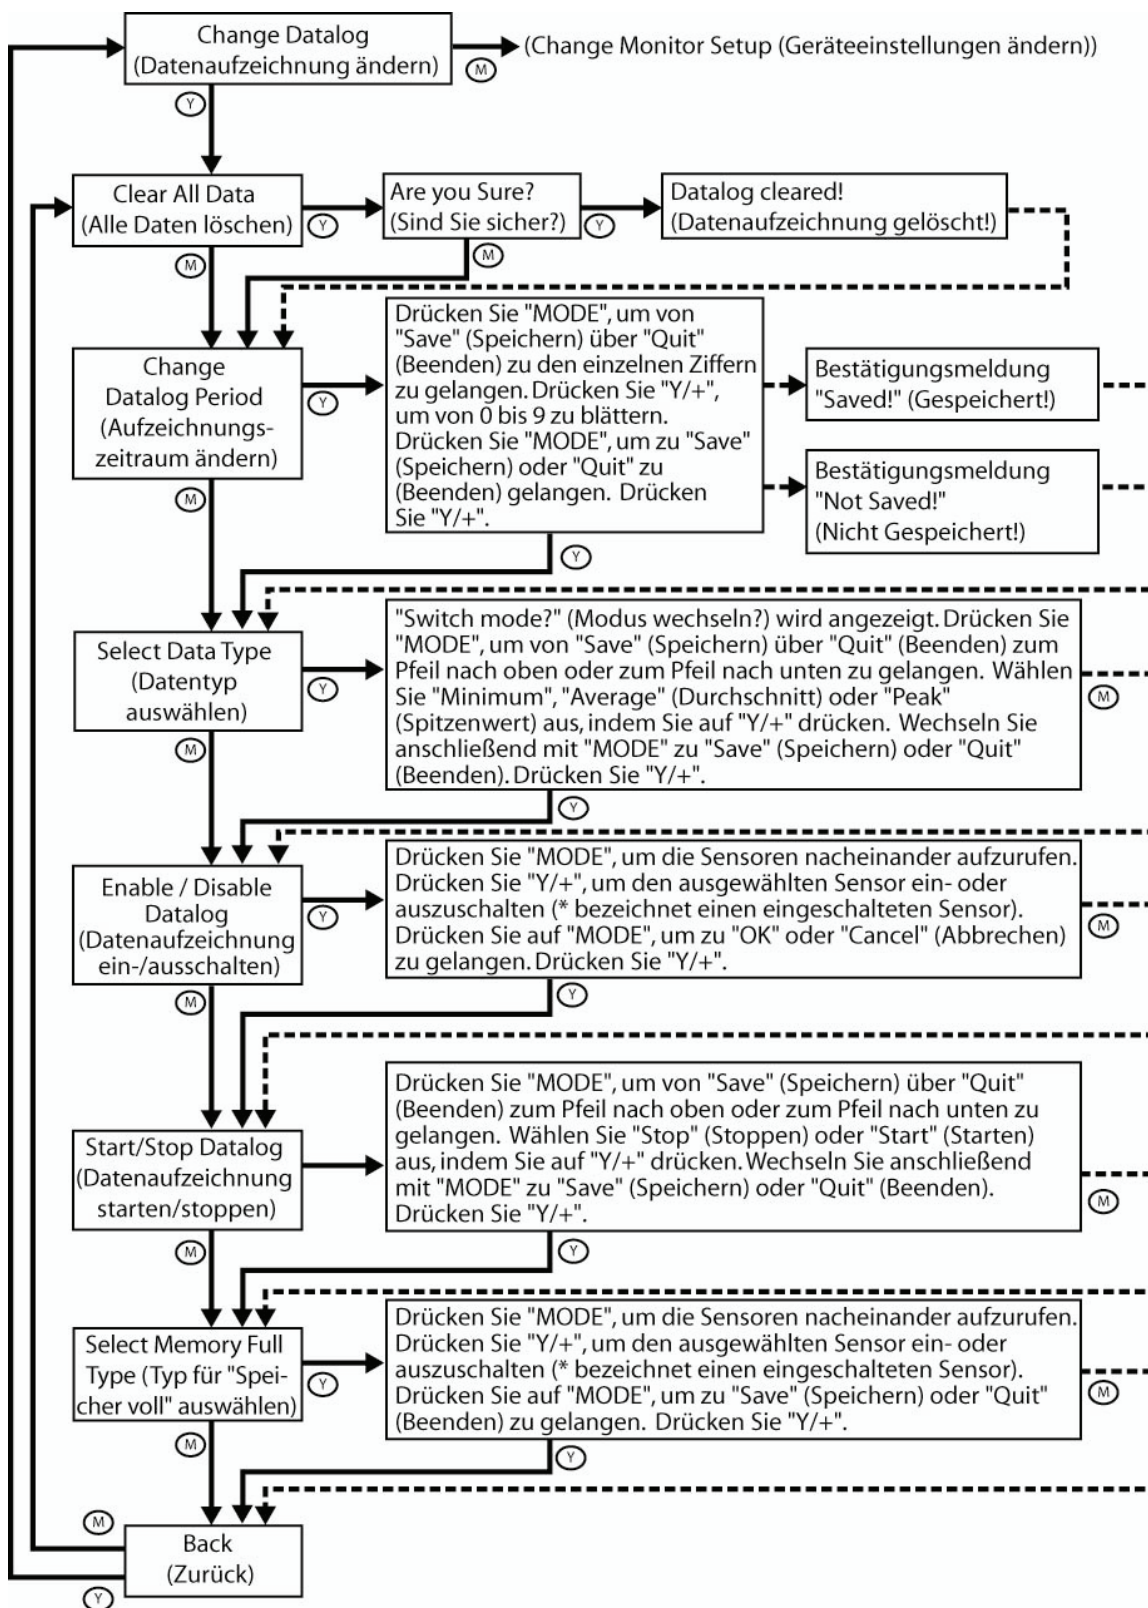 Change Datalog
(Datenaufzeichnung ändern)
M
(Change Monitor Setup (Geräteeinstellungen ändern))
Y
Clear All Data
(Alle Daten löschen)
Y
Are you Sure?
(Sind Sie sicher?)
Y
Datalog cleared!
(Datenaufzeichnung gelöscht!)
M
M
Change
Datalog Period
(Aufzeichnungs-
zeitraum ändern)
Y
Drücken Sie "MODE", um von
"Save" (Speichern) über "Quit"
(Beenden) zu den einzelnen Ziffern
zu gelangen. Drücken Sie "Y/+",
um von 0 bis 9 zu blättern.
Drücken Sie "MODE", um zu "Save"
(Speichern) oder "Quit" zu
(Beenden) gelangen. Drücken
Sie "Y/+".
Bestätigungsmeldung
"Saved!" (Gespeichert!)
Bestätigungsmeldung
"Not Saved!"
(Nicht Gespeichert!)
M
Y
Select Data Type
(Datentyp
auswählen)
Y
"Switch mode?" (Modus wechseln?) wird angezeigt. Drücken Sie
"MODE", um von "Save" (Speichern) über "Quit" (Beenden) zum
Pfeil nach oben oder zum Pfeil nach unten zu gelangen. Wählen
Sie "Minimum", "Average" (Durchschnitt) oder "Peak"
(Spitzenwert) aus, indem Sie auf "Y/+" drücken. Wechseln Sie
anschließend mit "MODE" zu "Save" (Speichern) oder "Quit"
(Beenden). Drücken Sie "Y/+".
M
M
Y
Enable / Disable
Datalog
(Datenaufzeichnung
ein-/ausschalten)
Y
Drücken Sie "MODE", um die Sensoren nacheinander aufzurufen.
Drücken Sie "Y/+", um den ausgewählten Sensor ein- oder
auszuschalten (* bezeichnet einen eingeschalteten Sensor).
Drücken Sie auf "MODE", um zu "OK" oder "Cancel" (Abbrechen)
zu gelangen. Drücken Sie "Y/+".
M
M
Y
Start/Stop Datalog
(Datenaufzeichnung
starten/stoppen)
Drücken Sie "MODE", um von "Save" (Speichern) über "Quit"
(Beenden) zum Pfeil nach oben oder zum Pfeil nach unten zu
gelangen. Wählen Sie "Stop" (Stoppen) oder "Start" (Starten)
aus, indem Sie auf "Y/+" drücken. Wechseln Sie anschließend
mit "MODE" zu "Save" (Speichern) oder "Quit" (Beenden).
Drücken Sie "Y/+".
M
M
Y
Select Memory Full
Type (Typ für "Spei-
cher voll" auswählen)
Y
Drücken Sie "MODE", um die Sensoren nacheinander aufzurufen.
Drücken Sie "Y/+", um den ausgewählten Sensor ein- oder
auszuschalten (* bezeichnet einen eingeschalteten Sensor).
Drücken Sie auf "MODE", um zu "Save" (Speichern) oder "Quit"
(Beenden) zu gelangen. Drücken Sie "Y/+".
M
M
Y
M
Back
(Zurück)
Y